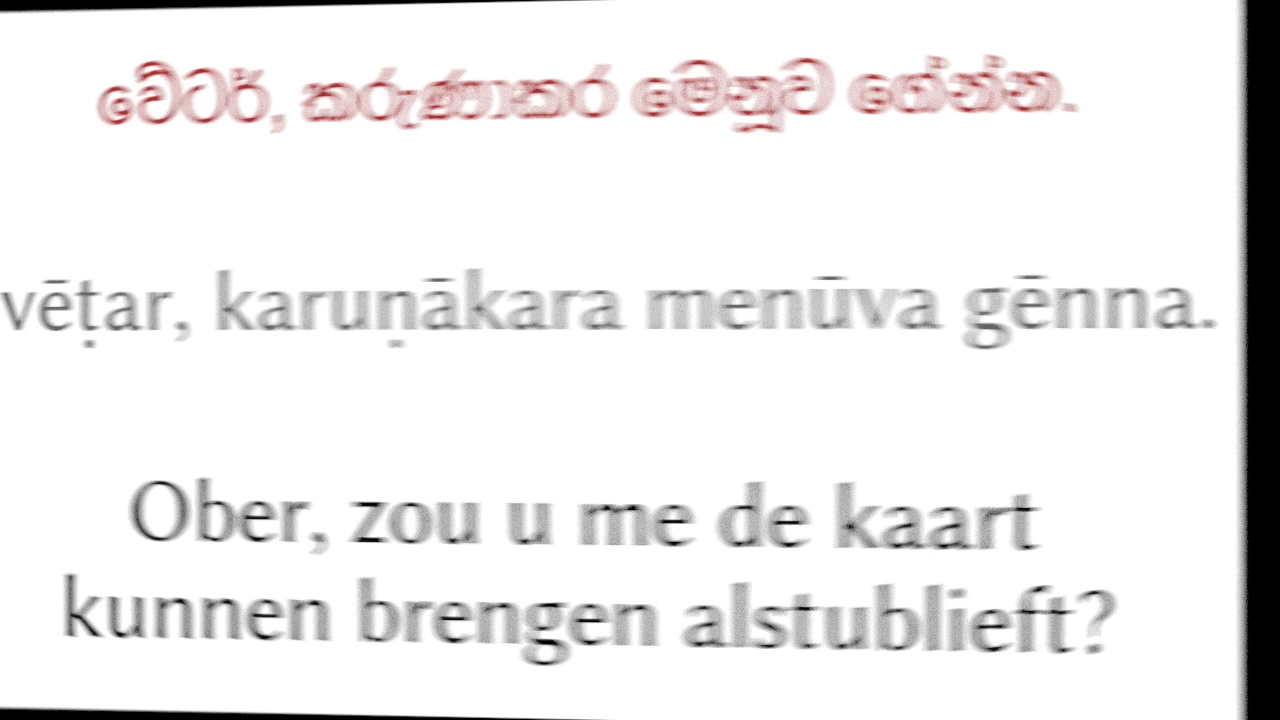 වේටර්, කරුණාකර මෙනූව ගේන්න.
vēṭar, karuṇākara menūva gēnna.
Ober, zou u me de kaart
kunnen brengen alstublieft?